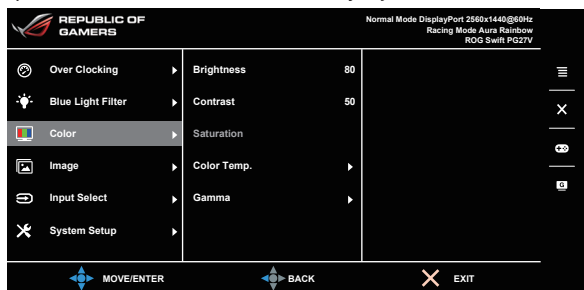 REPUBLIC OF
GAMERS
Normal Mode DisplayPort 2560x1440@60Hz
Racing Mode Aura Rainbow
ROG Swift PG27V
Over Clocking
Brightness 80
Blue Light Filter
Contrast 50
Color
Saturation
Image
Color Temp.
Input Select
Gamma
System Setup
G
MOVE/ENTER
BACK
EXIT